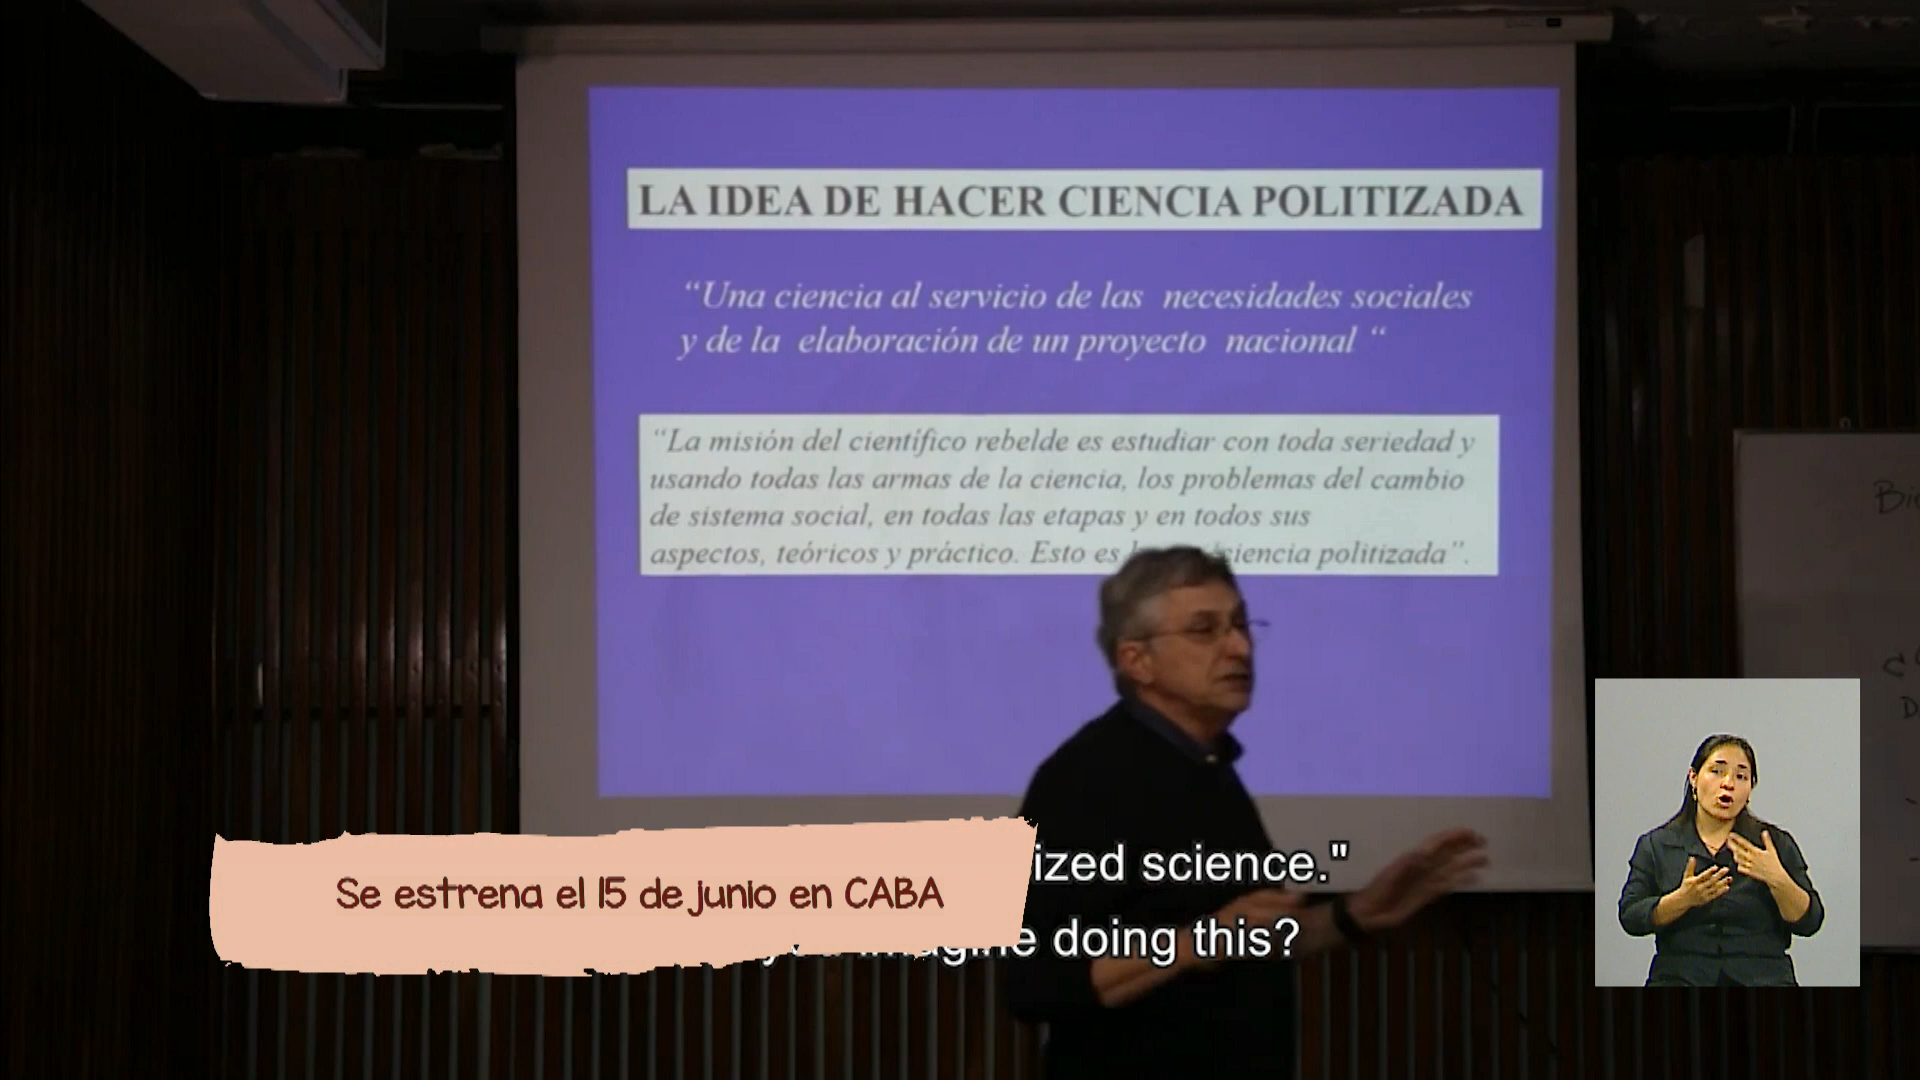 LA IDEA DE HACER CIENCIA POLITIZADA
“Una ciencia al servicio de las necesidades sociales
y de la elaboración de un proyecto nacional “
“La misión del científico rebelde es estudiar con toda seriedad y
usando todas las armas de la ciencia, los problemas del cambio
de sistema social, en todas las etapas y en todos sus
aspectos, teóricos y práctico. Esto es ciencia politizada”.
ized science."
Se estrena el 15 de junio en CABA
doing this?